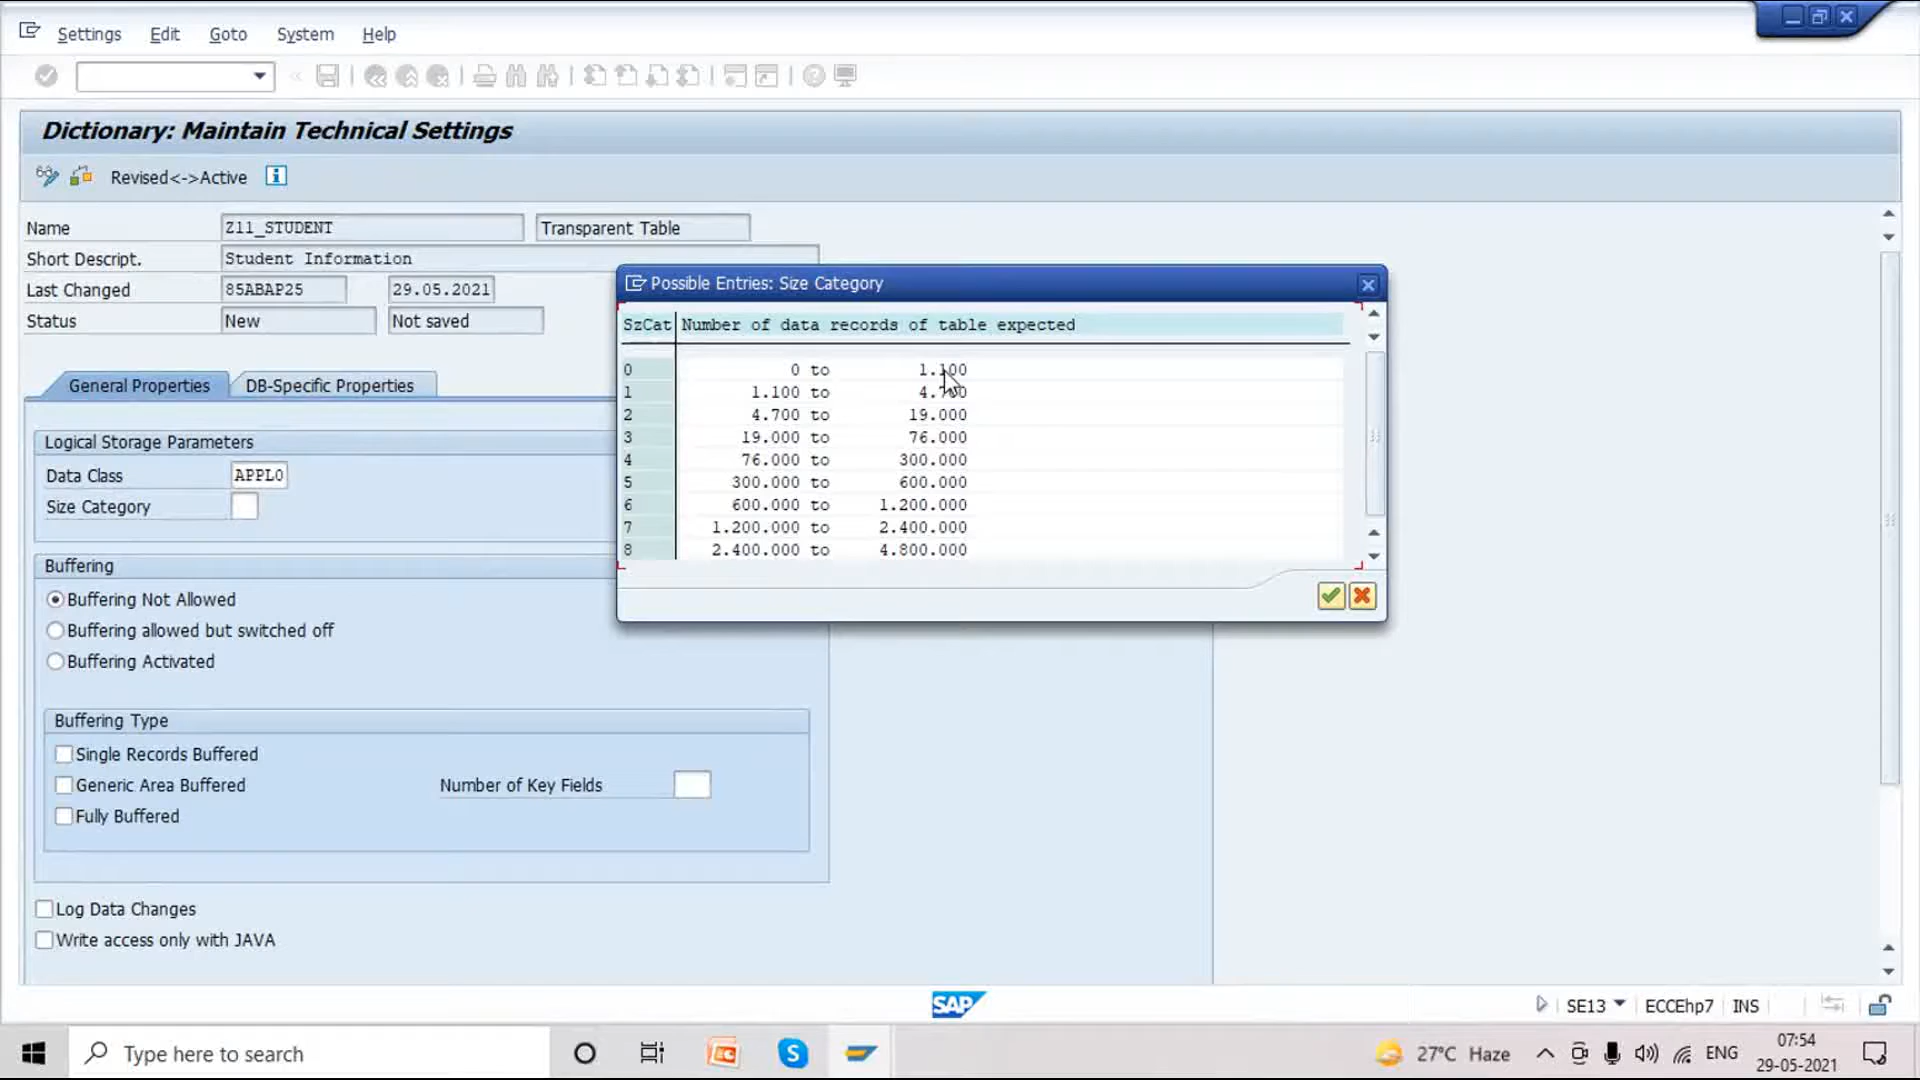 Settings Edit Goto System Help
Dictionary: Maintain Technical Settings
Revised<->Active
Name Z11_STUDENT Transparent Table
Short Descript. Student Information
Last Changed 85ABAP25 29.05.2021
Status New Not saved
General Properties DB-Specific Properties
Logical Storage Parameters
Data Class APPL0
Size Category
Buffering
Buffering Not Allowed
Buffering allowed but switched off
Buffering Activated
Buffering Type
Single Records Buffered
Generic Area Buffered Number of Key Fields
Fully Buffered
Log Data Changes
Write access only with JAVA
Possible Entries: Size Category
SzCat Number of data records of table expected
0 0 to 1.100
1 1.100 to 4.700
2 4.700 to 19.000
3 19.000 to 76.000
4 76.000 to 300.000
5 300.000 to 600.000
6 600.000 to 1.200.000
7 1.200.000 to 2.400.000
8 2.400.000 to 4.800.000
SAP
SE13 ECCEhp7 INS
Type here to search
27°C Haze ENG
07:54
29-05-2021